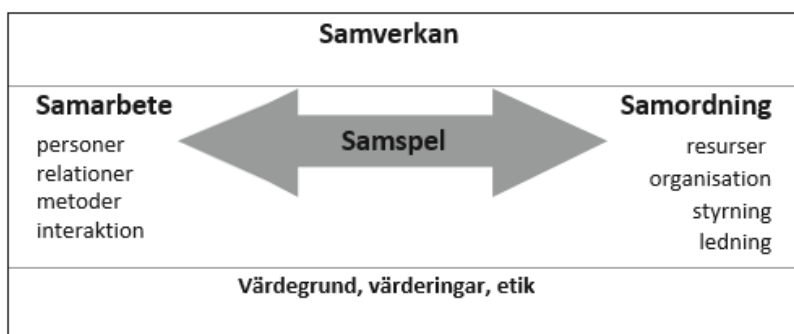 Samverkan
Samarbete
personer
relationer
metoder
interaktion
Samspel
Samordning
resurser
organisation
styrning
ledning
Värdegrund, värderingar, etik